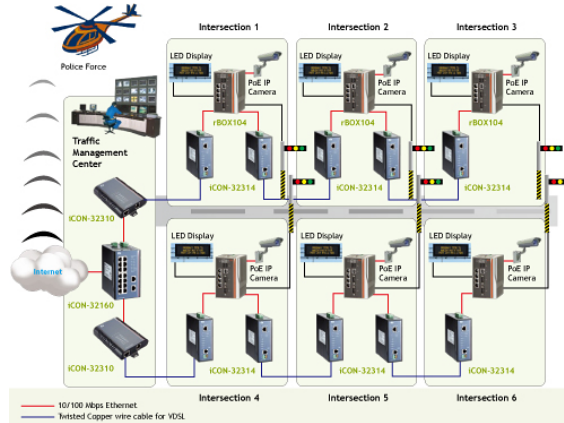 Police Force
Traffic
Management
Center
iCON-32310
Internet
iCON-32160
iCON-32310
Intersection 1
LED Display
PoE IP
Camera
rBOX104
iCON-32314
Intersection 2
LED Display
PoE IP
Camera
rBOX104
iCON-32314
Intersection 3
LED Display
PoE IP
Camera
rBOX104
iCON-32314
LED Display
PoE IP
Camera
iCON-32314
Intersection 4
LED Display
PoE IP
Camera
iCON-32314
Intersection 5
LED Display
PoE IP
Camera
iCON-32314
Intersection 6
10/100 Mbps Ethernet
Twisted Copper wire cable for VDSL